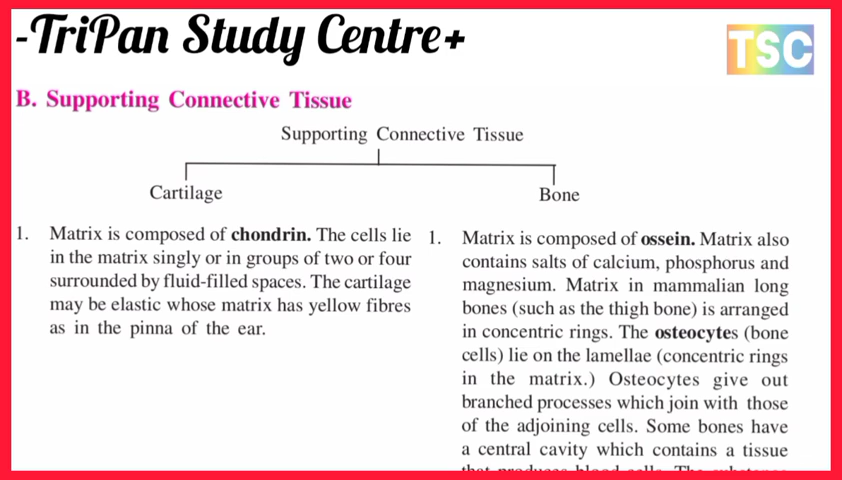 -TriPan Study Centre+
TSC
B. Supporting Connective Tissue
Supporting Connective Tissue
Cartilage
Bone
1. Matrix is composed of chondrin. The cells lie
in the matrix singly or in groups of two or four
surrounded by fluid-filled spaces. The cartilage
may be elastic whose matrix has yellow fibres
as in the pinna of the ear.
1. Matrix is composed of ossein. Matrix also
contains salts of calcium, phosphorus and
magnesium. Matrix in mammalian long
bones (such as the thigh bone) is arranged
in concentric rings. The osteocytes (bone
cells) lie on the lamellae (concentric rings
in the matrix.) Osteocytes give out
branched processes which join with those
of the adjoining cells. Some bones have
a central cavity which contains a tissue
that produces blood cells. The